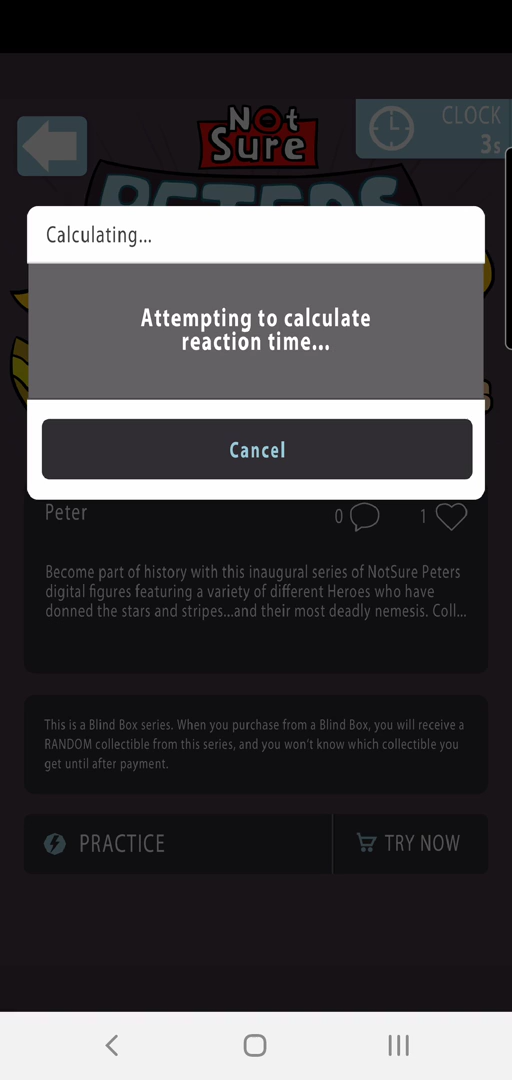 Not
Sure
CLOCK
3s
PETERS
Calculating...
Attempting to calculate
reaction time...
Cancel
Peter
0
1
Become part of history with this inaugural series of NotSure Peters
digital figures featuring a variety of different Heroes who have
donned the stars and stripes...and their most deadly nemesis. Coll...
This is a Blind Box series. When you purchase from a Blind Box, you will receive a
RANDOM collectible from this series, and you won't know which collectible you
get until after payment.
PRACTICE
TRY NOW